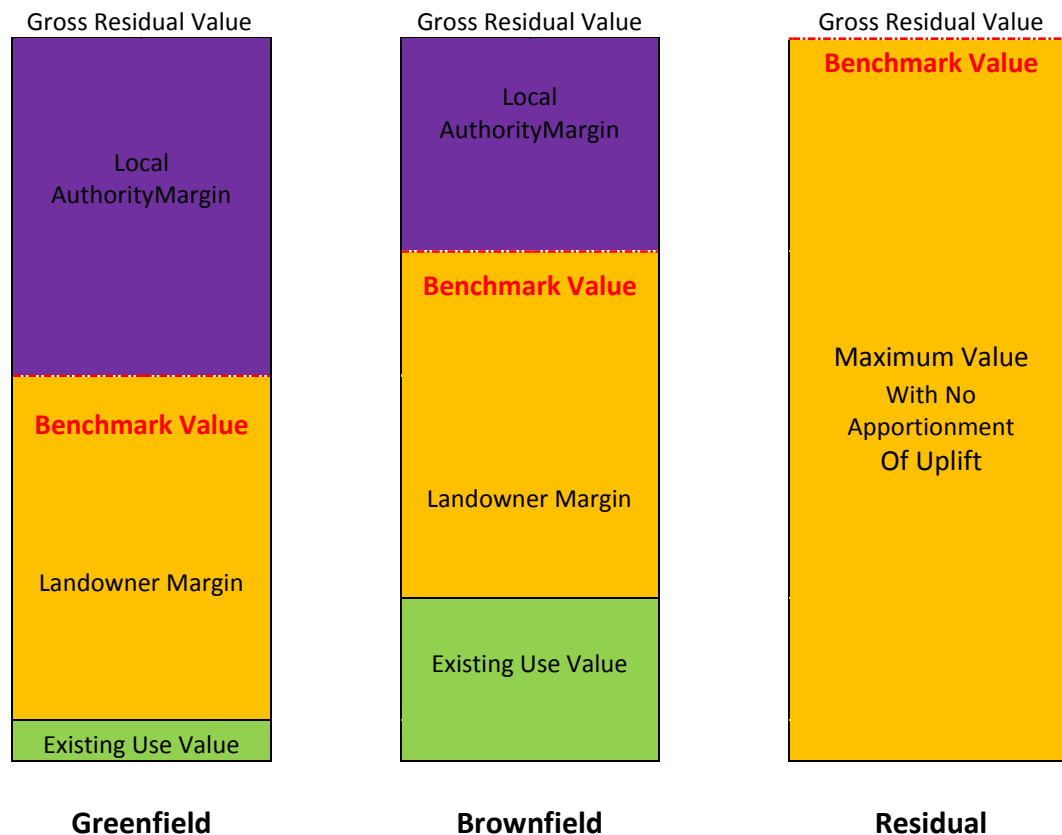 Gross Residual Value
Local
AuthorityMargin
Benchmark Value
Landowner Margin
Existing Use Value
Greenfield
Gross Residual Value
Local
AuthorityMargin
Benchmark Value
Landowner Margin
Existing Use Value
Brownfield
Gross Residual Value
Benchmark Value
Maximum Value
With No
Apportionment
Of Uplift
Residual